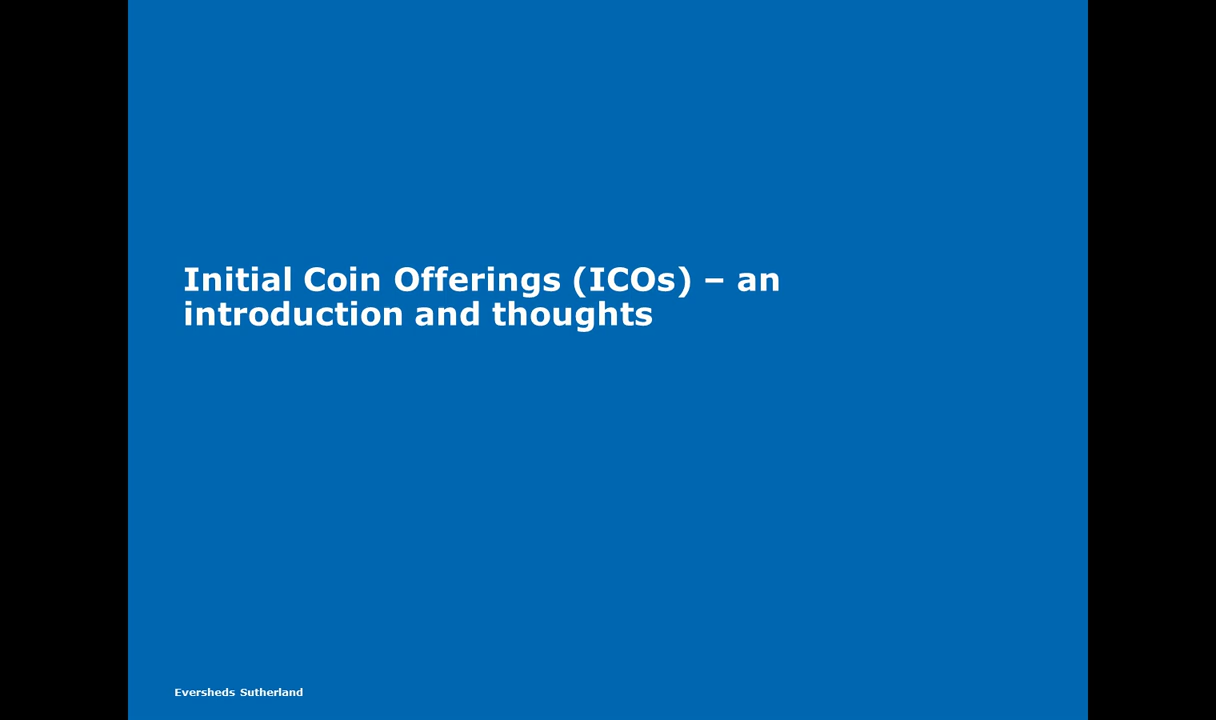 Initial Coin Offerings (ICOs) – an
introduction and thoughts
Eversheds Sutherland